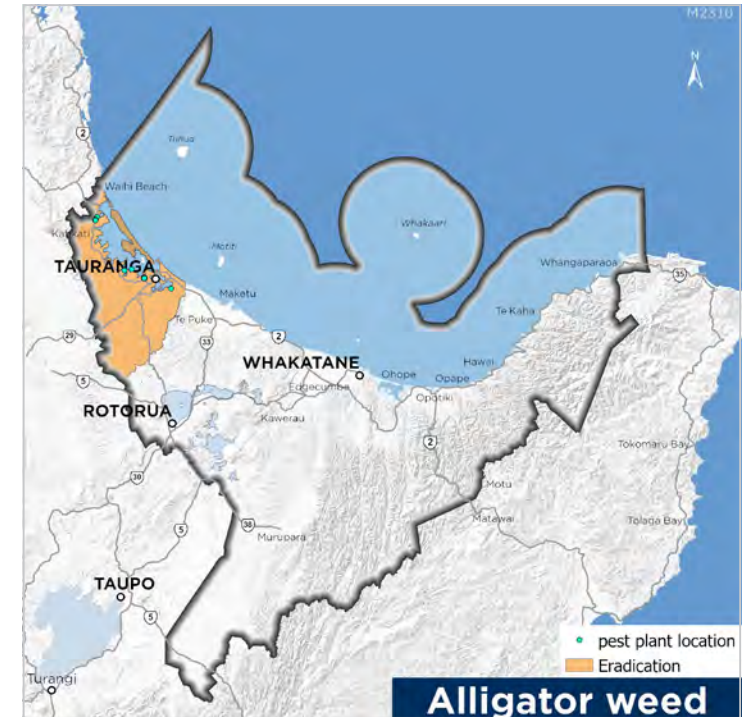 M2310
N
2
Tuhua
Waihi Beach
Katikati
Whakaari
Motiti
TAURANGA
Whangaparaoa
35
Maketu
Te Kaha
Te Puke
29
2
33
WHAKATANE
Hawai
5
Edgecumbe
Ohope
Opape
Opotiki
ROTORUA
Kawerau
2
Tokomaru Bay
30
Motu
5
38
Matawai
Tolaga Bay
Murupara
TAUPO
5
pest plant location
Eradication
Turangi
Alligator weed